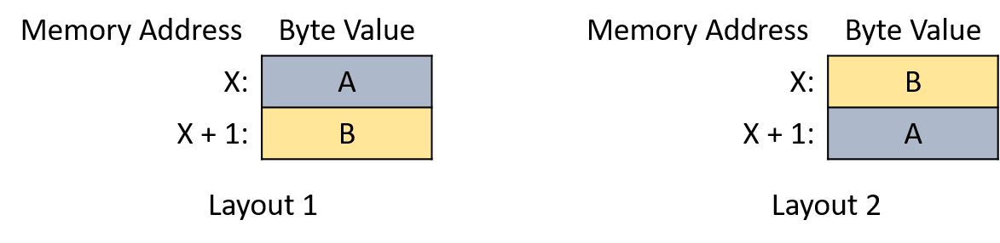 Memory Address Byte Value Memory Address Byte Value
X: A X: B
X + 1: B X + 1: A
Layout 1 Layout 2